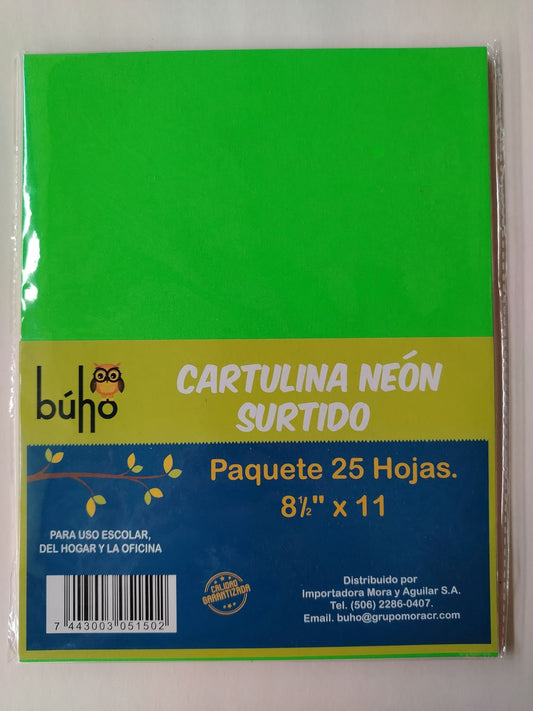 búho
CARTULINA NEÓN
SURTIDO
Paquete 25 Hojas.
8½" x 11
PARA USO ESCOLAR,
DEL HOGAR Y LA OFICINA
CALIDAD
GARANTIZADA
Distribuido por
Importadora Mora y Aguilar S.A.
Tel. (506) 2286-0407.
Email. buho@grupomoracr.com
7 443003 051502